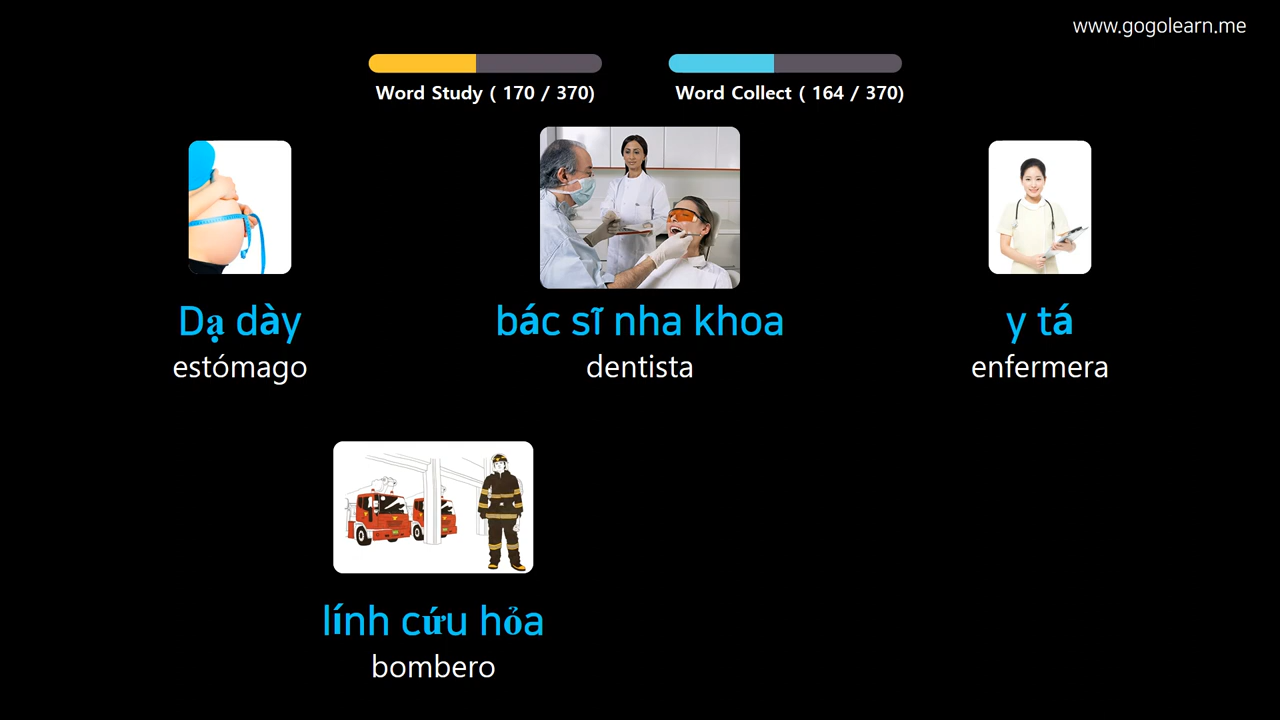 www.gogolearn.me
Word Study ( 170 / 370)
Word Collect ( 164 / 370)
Dạ dày
estómago
bác sĩ nha khoa
dentista
y tá
enfermera
lính cứu hỏa
bombero